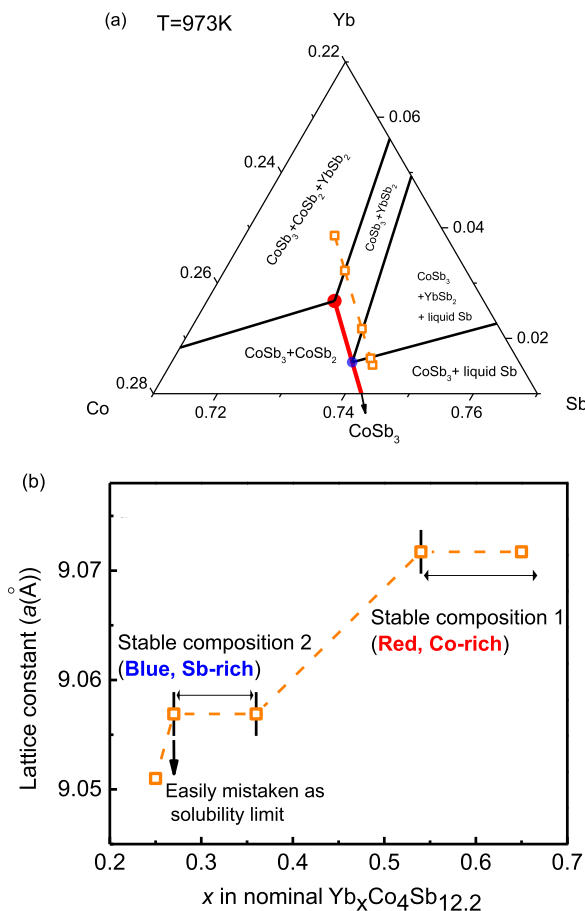 (a)
T=973K
Yb
0.22
0.06
0.24
CoSb₃+CoSb₂+YbSb₂
CoSb₃+YbSb₂
0.04
0.26
CoSb₃
+YbSb₂
+ liquid Sb
0.02
CoSb₃+CoSb₂
CoSb₃+ liquid Sb
0.28
Co
0.72
0.74
0.76
Sb
CoSb₃
(b)
Lattice constant (a(Å)
9.07
9.06
9.05
Stable composition 1
(Red, Co-rich)
Stable composition 2
(Blue, Sb-rich)
Easily mistaken as
solubility limit
0.2 0.3 0.4 0.5 0.6 0.7
x in nominal YbₓCo₄Sb₁₂.₂